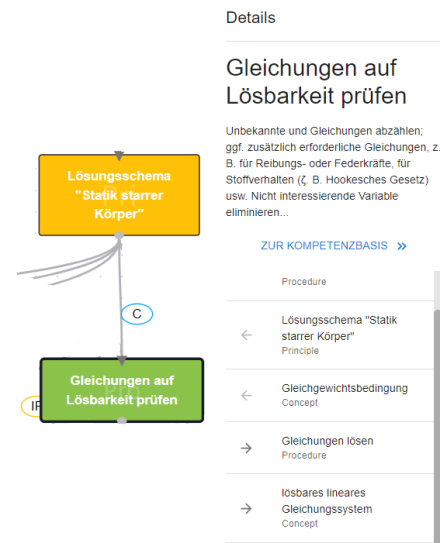 Details
Gleichungen auf
Lösbarkeit prüfen
Unbekannte und Gleichungen abzählen;
ggf. zusätzlich erforderliche Gleichungen, z.
B. für Reibungs- oder Federkräfte, für
Stoffverhalten (ζ. B. Hookesches Gesetz)
usw. Nicht interessierende Variable
eliminieren...
ZUR KOMPETENZBASIS
Procedure
Lösungsschema "Statik
starrer Körper"
Principle
Gleichgewichtsbedingung
Concept
Gleichungen lösen
Procedure
lösbares lineares
Gleichungssystem
Concept
Lösungsschema
"Statik starrer
Körper"
Pri
C
Gleichungen auf
Lösbarkeit prüfen
Pro